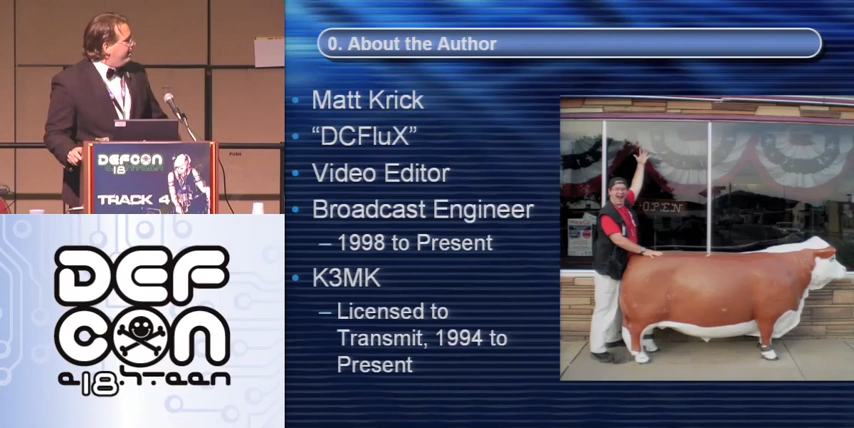 DEFCON
18
TRACK 4
DEF
CON
e18hteen
0. About the Author
Matt Krick
“DCFluX”
Video Editor
Broadcast Engineer
– 1998 to Present
K3MK
– Licensed to
Transmit, 1994 to
Present
OPEN